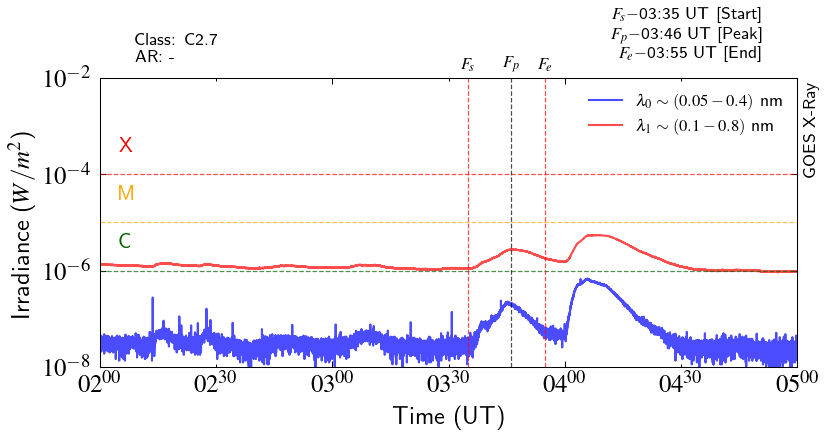 Class: C2.7
AR: -
Fs−03:35 UT [Start]
Fp−03:46 UT [Peak]
Fe−03:55 UT [End]
Fs Fp Fe
λ0 ∼ (0.05 − 0.4) nm
λ1 ∼ (0.1 − 0.8) nm
GOES X-Ray
Irradiance (W/m²)
10⁻²
X
10⁻⁴
M
C
10⁻⁶
10⁻⁸
02⁰⁰ 02³⁰ 03⁰⁰ 03³⁰ 04⁰⁰ 04³⁰ 05⁰⁰
Time (UT)